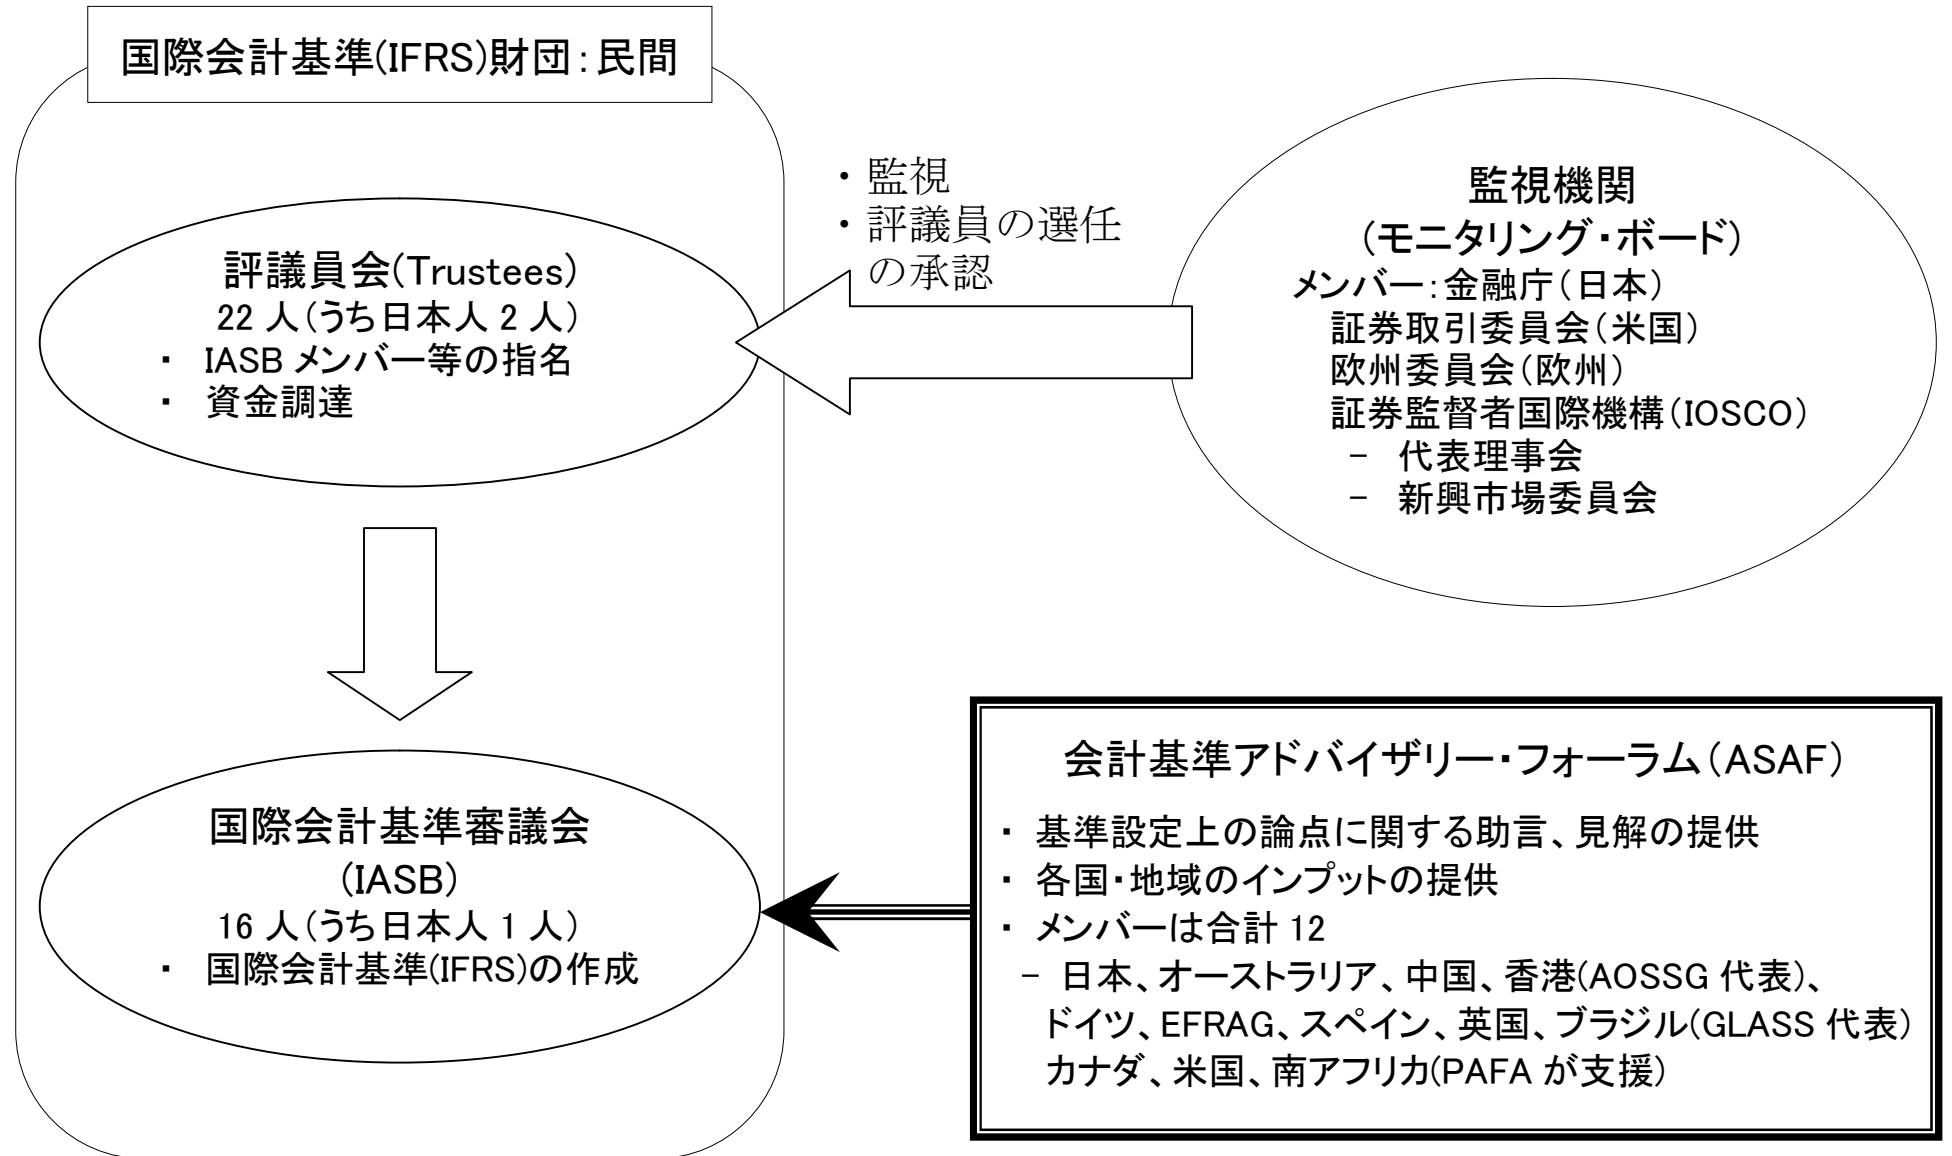 国際会計基準(IFRS)財団：民間
評議員会(Trustees)
22 人（うち日本人 2 人）
・ IASB メンバー等の指名
・ 資金調達
・監視
・評議員の選任
の承認
監視機関
（モニタリング・ボード）
メンバー：金融庁（日本）
証券取引委員会（米国）
欧州委員会（欧州）
証券監督者国際機構（IOSCO）
－ 代表理事会
－ 新興市場委員会
国際会計基準審議会
(IASB)
16 人（うち日本人 1 人）
・ 国際会計基準(IFRS)の作成
会計基準アドバイザリー・フォーラム（ASAF）
・ 基準設定上の論点に関する助言、見解の提供
・ 各国・地域のインプットの提供
・ メンバーは合計 12
－ 日本、オーストラリア、中国、香港(AOSSG 代表)、
ドイツ、EFRAG、スペイン、英国、ブラジル(GLASS 代表)
カナダ、米国、南アフリカ(PAFA が支援)